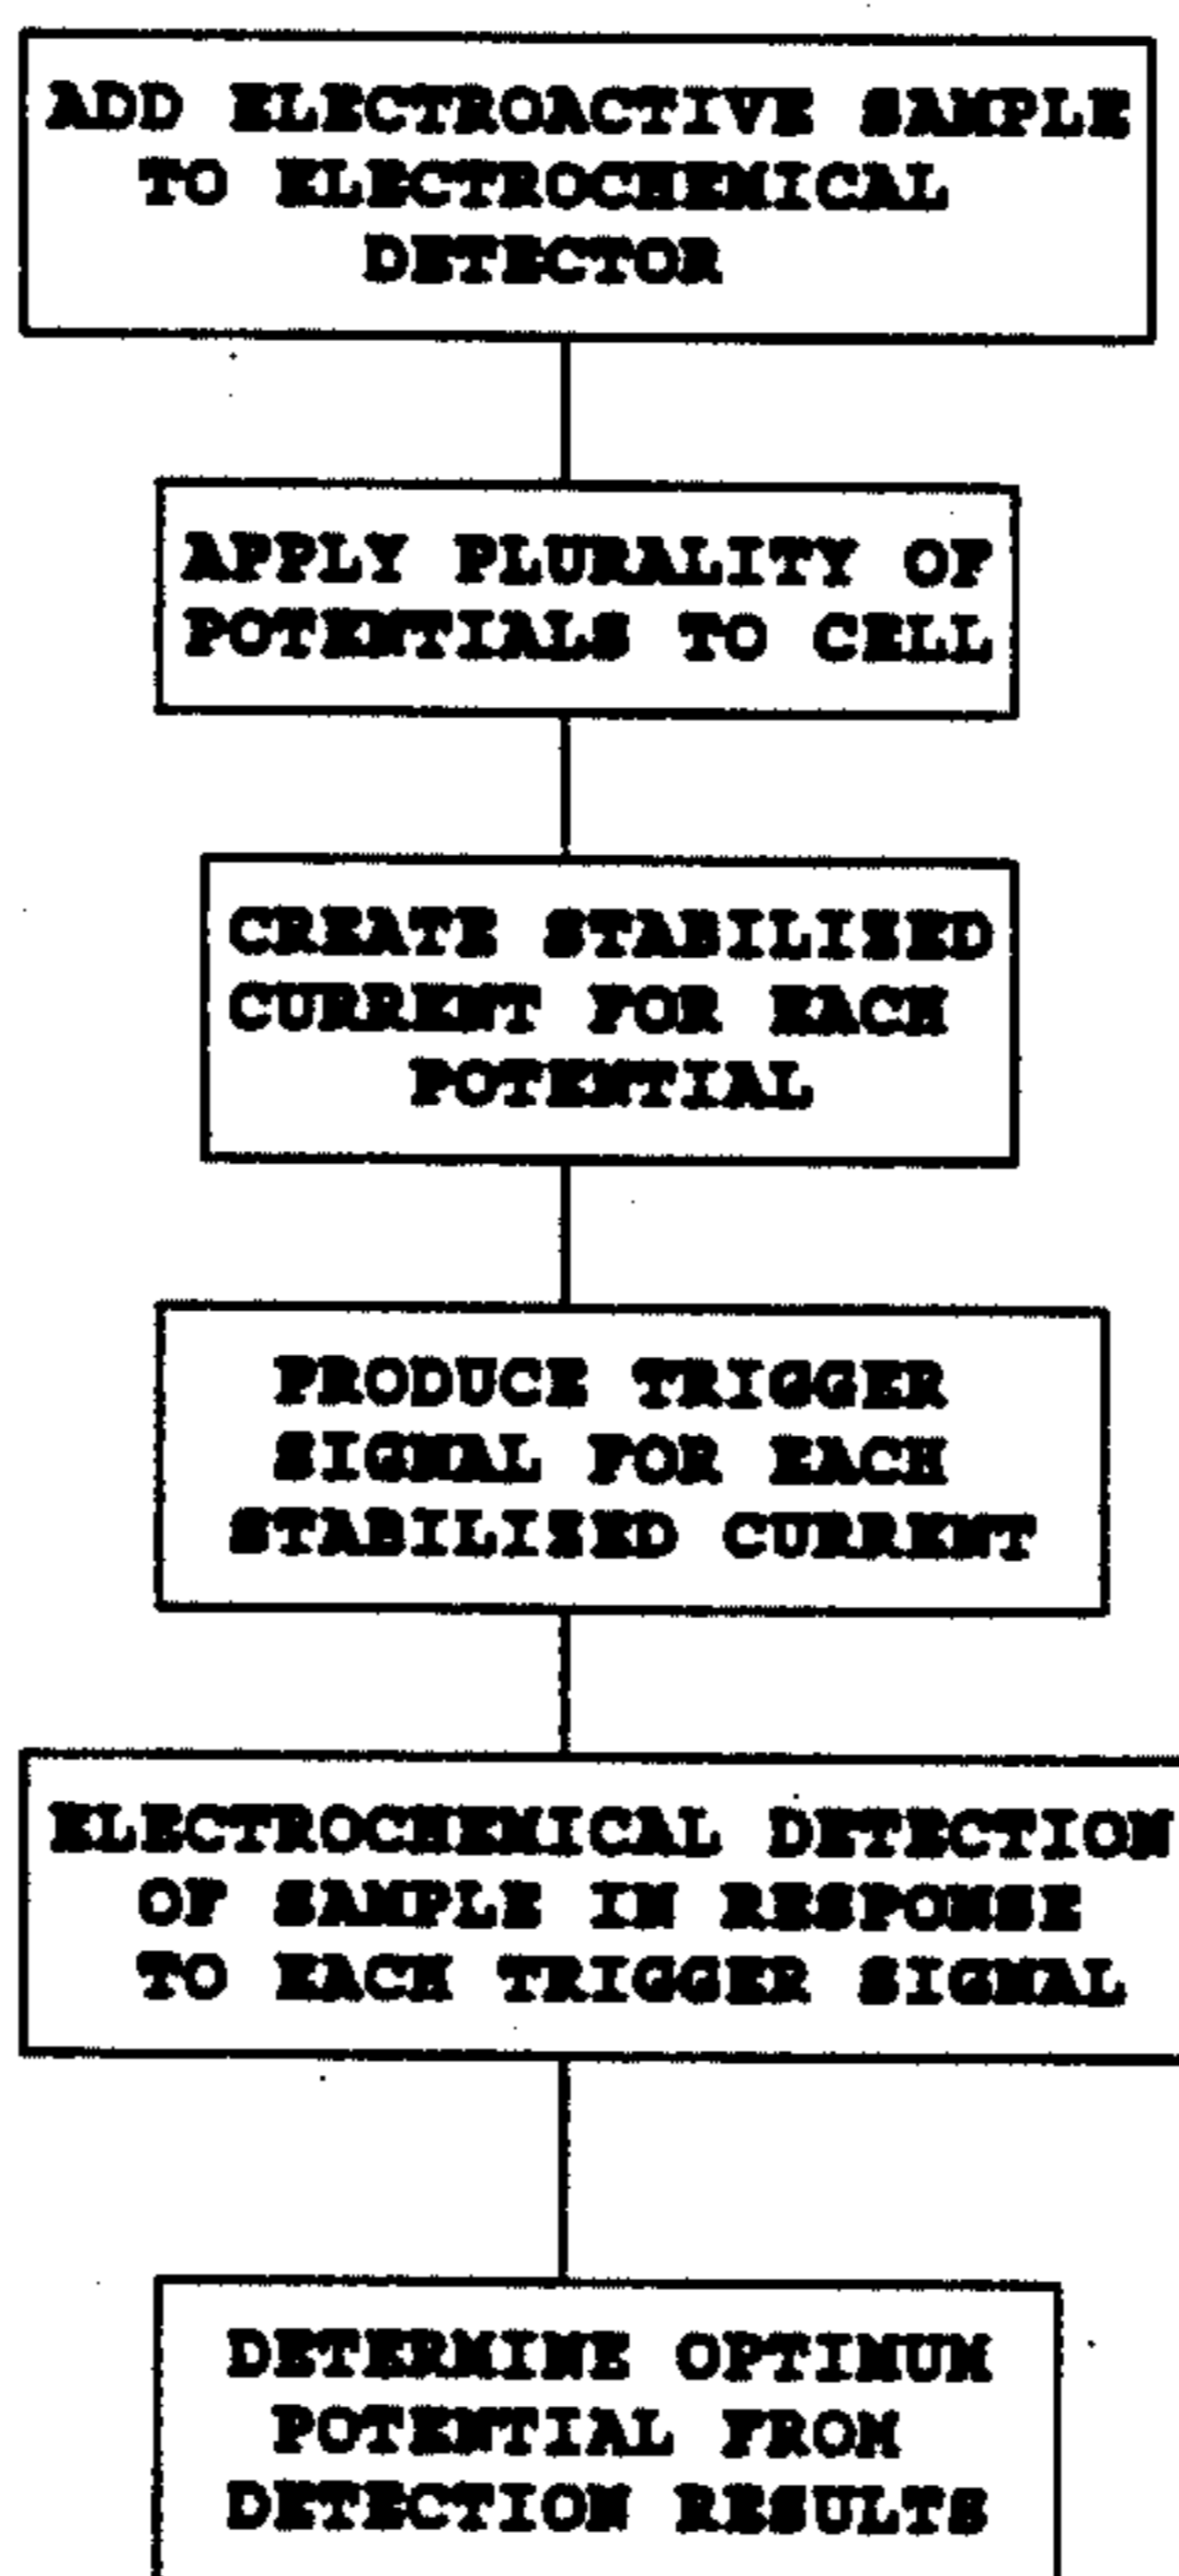 ADD ELECTROACTIVE SAMPLE
TO ELECTROCHEMICAL
DETECTOR
APPLY PLURALITY OF
POTENTIALS TO CELL
CREATE STABILISED
CURRENT FOR EACH
POTENTIAL
PRODUCE TRIGGER
SIGNAL FOR EACH
STABILISED CURRENT
ELECTROCHEMICAL DETECTION
OF SAMPLE IN RESPONSE
TO EACH TRIGGER SIGNAL
DETERMINE OPTIMUM
POTENTIAL FROM
DETECTION RESULTS